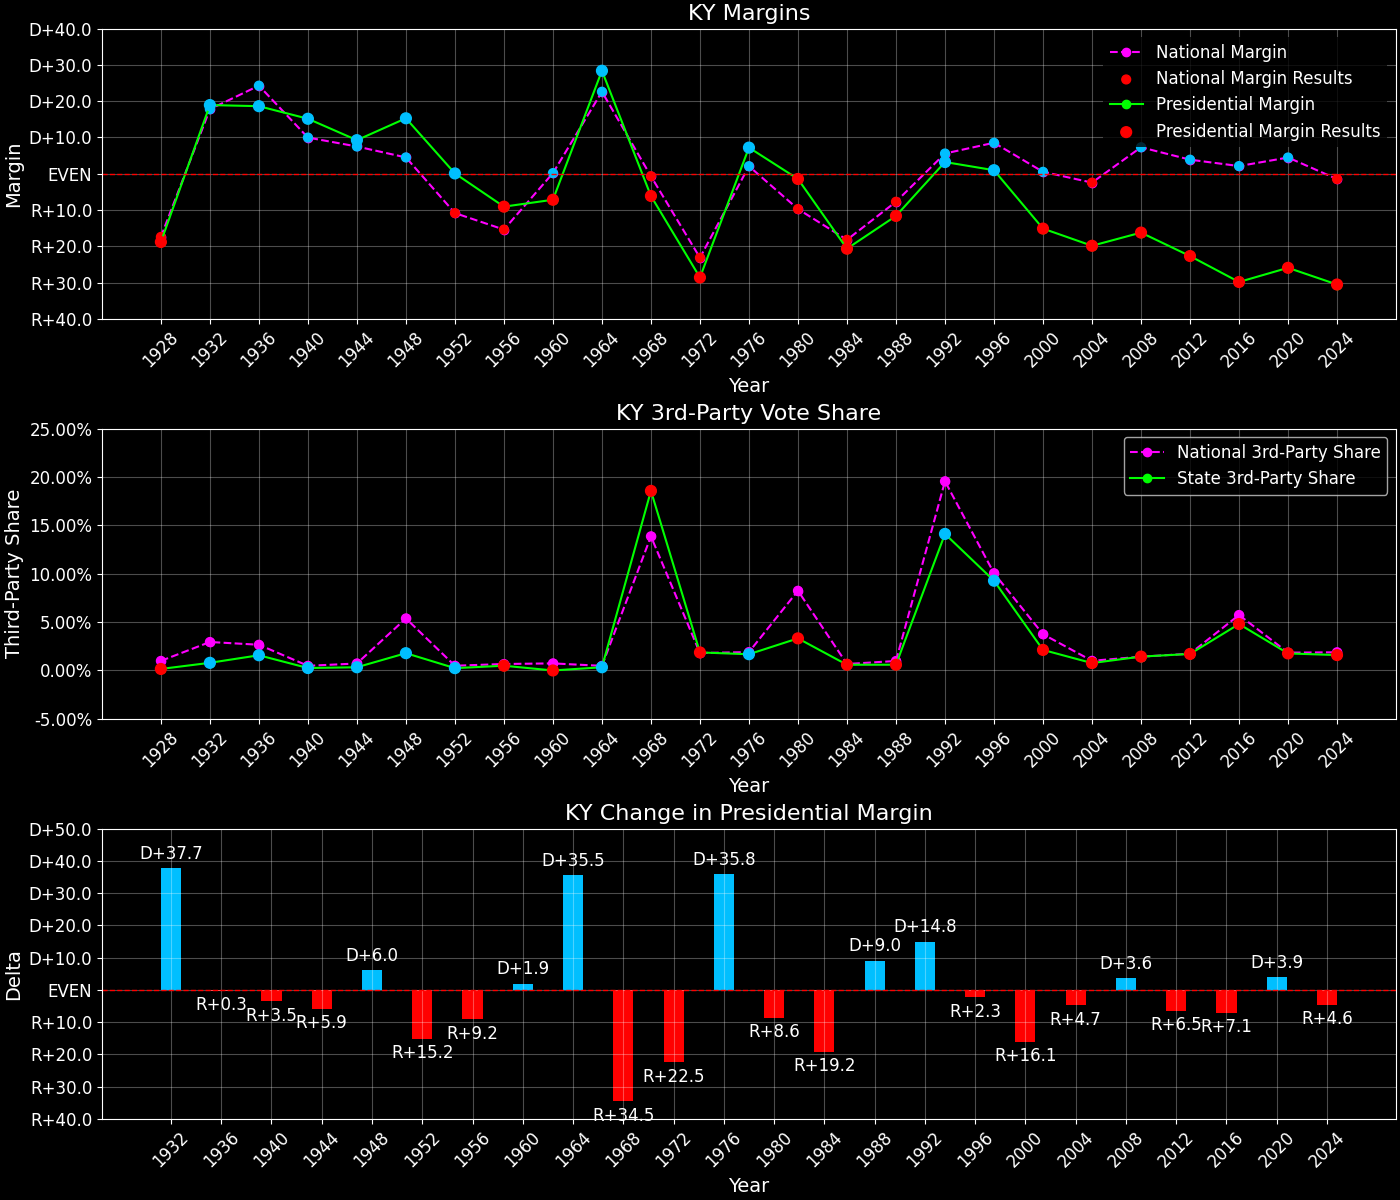 KY Margins
D+40.0
D+30.0
D+20.0
D+10.0
EVEN
R+10.0
R+20.0
R+30.0
R+40.0
Margin
National Margin
National Margin Results
Presidential Margin
Presidential Margin Results
1928 1932 1936 1940 1944 1948 1952 1956 1960 1964 1968 1972 1976 1980 1984 1988 1992 1996 2000 2004 2008 2012 2016 2020 2024
Year
KY 3rd-Party Vote Share
25.00%
20.00%
15.00%
10.00%
5.00%
0.00%
-5.00%
Third-Party Share
National 3rd-Party Share
State 3rd-Party Share
1928 1932 1936 1940 1944 1948 1952 1956 1960 1964 1968 1972 1976 1980 1984 1988 1992 1996 2000 2004 2008 2012 2016 2020 2024
Year
KY Change in Presidential Margin
D+50.0
D+40.0
D+30.0
D+20.0
D+10.0
EVEN
R+10.0
R+20.0
R+30.0
R+40.0
Delta
D+37.7
R+0.3
R+3.5
R+5.9
D+6.0
R+15.2
R+9.2
D+1.9
D+35.5
R+34.5
R+22.5
D+35.8
R+8.6
R+19.2
D+9.0
D+14.8
R+2.3
R+16.1
R+4.7
D+3.6
R+6.5
R+7.1
D+3.9
R+4.6
1932 1936 1940 1944 1948 1952 1956 1960 1964 1968 1972 1976 1980 1984 1988 1992 1996 2000 2004 2008 2012 2016 2020 2024
Year